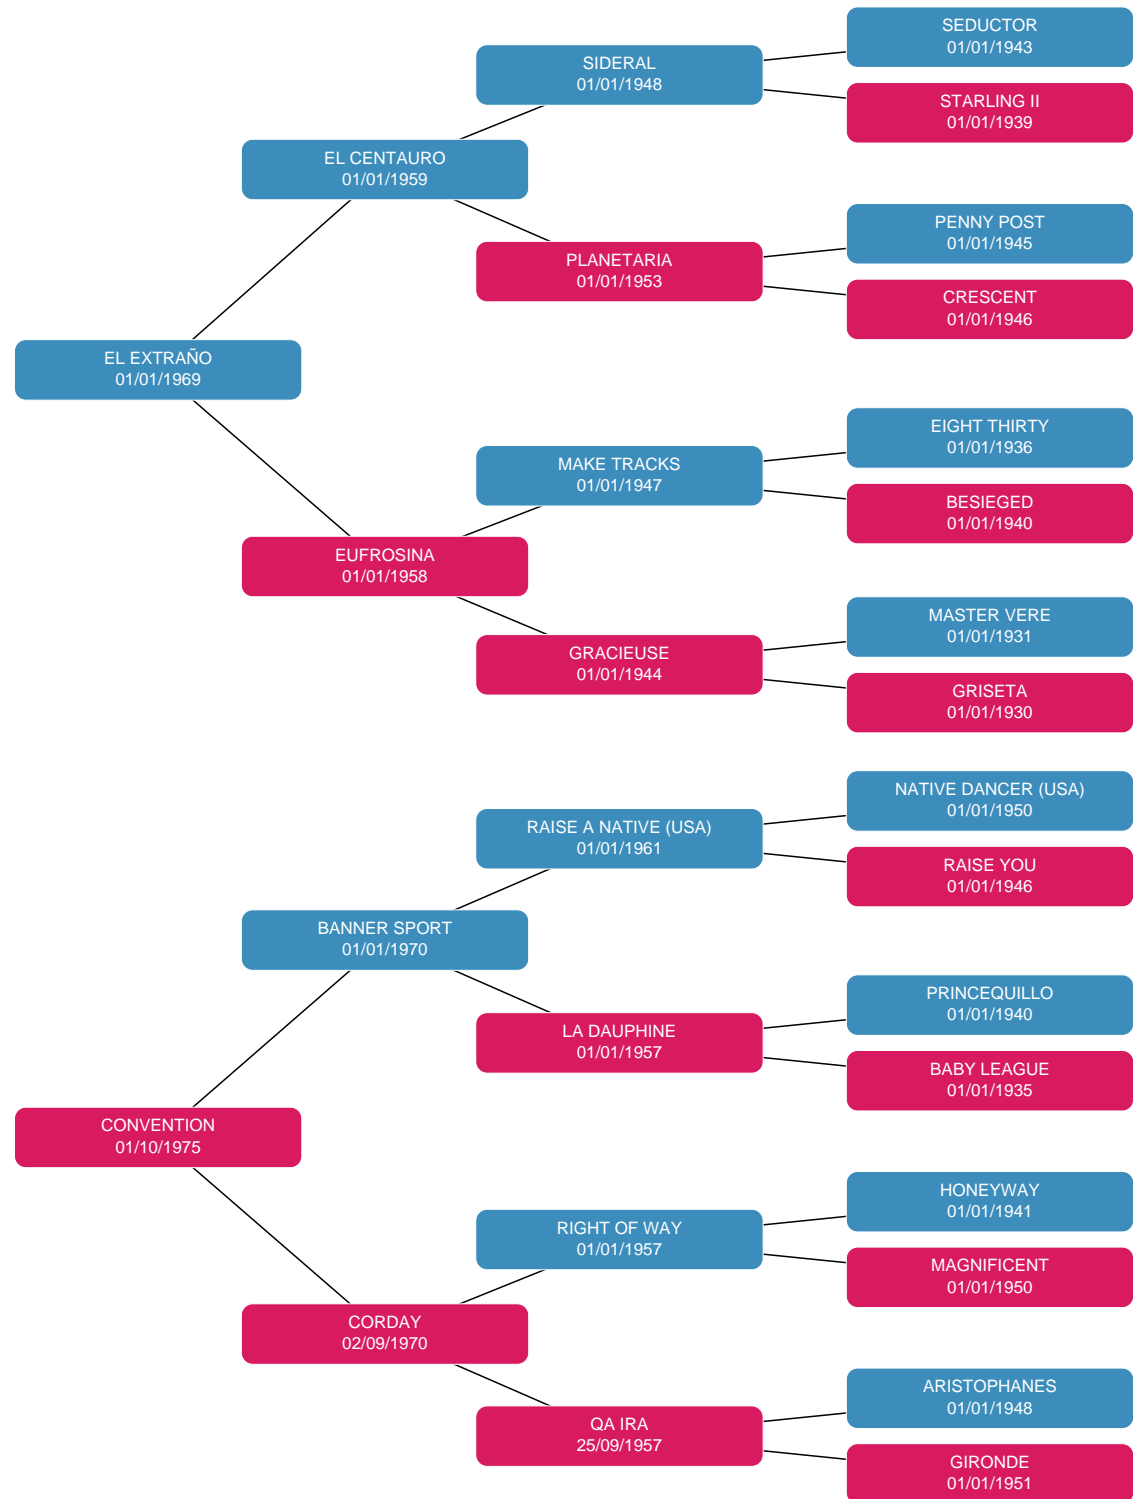 SEDUCTOR
01/01/1943
SIDERAL
01/01/1948
STARLING II
01/01/1939
EL CENTAURO
01/01/1959
PENNY POST
01/01/1945
PLANETARIA
01/01/1953
CRESCENT
01/01/1946
EL EXTRAÑO
01/01/1969
EIGHT THIRTY
01/01/1936
MAKE TRACKS
01/01/1947
BESIEGED
01/01/1940
EUFROSINA
01/01/1958
MASTER VERE
01/01/1931
GRACIEUSE
01/01/1944
GRISETA
01/01/1930
NATIVE DANCER (USA)
01/01/1950
RAISE A NATIVE (USA)
01/01/1961
RAISE YOU
01/01/1946
BANNER SPORT
01/01/1970
PRINCEQUILLO
01/01/1940
LA DAUPHINE
01/01/1957
BABY LEAGUE
01/01/1935
CONVENTION
01/10/1975
HONEYWAY
01/01/1941
RIGHT OF WAY
01/01/1957
MAGNIFICENT
01/01/1950
CORDAY
02/09/1970
ARISTOPHANES
01/01/1948
QA IRA
25/09/1957
GIRONDE
01/01/1951